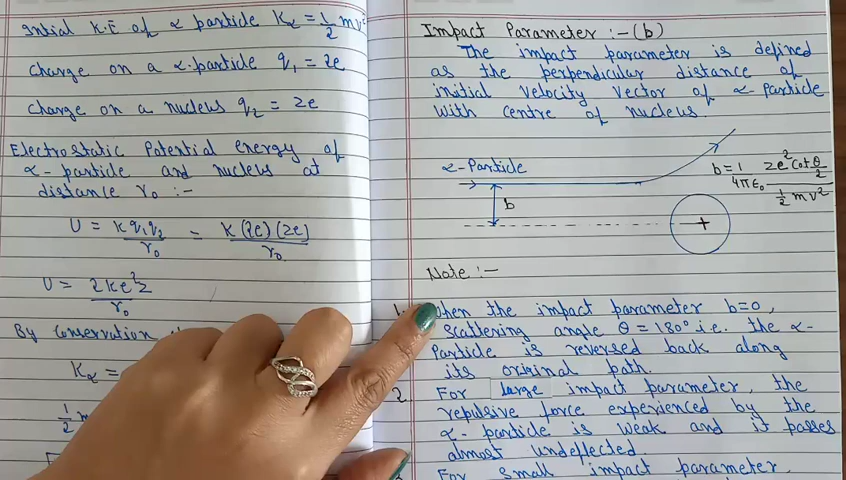 Intial K.E of α particle Kα = 1/2 mv²
charge on a α-particle q₁ = 2e
charge on a nucleus q₂ = Ze
Electrostatic Potential energy of
α-particle and nucleus at
distance r₀ :-
U = K q₁q₂/r₀ = K (Ze)(2e)/r₀
U = 2Ke²z/r₀
By Conservation
Kα =
1/2 m
Impact Parameter :- (b)
The impact parameter is defined
as the perpendicular distance of
initial velocity vector of α-Particle
with centre of nucleus.
α-Particle
b
+
b = 1/4πε₀ Ze² Cot θ/2 / 1/2 mv²
Note :-
1. When the impact parameter b=0,
scattering angle θ = 180° i.e. the α-
Particle is reversed back along
its original path.
2. For large impact parameter, the
repulsive force experienced by the
α-particle is weak and it passes
almost undeflected.
For small impact parameter,